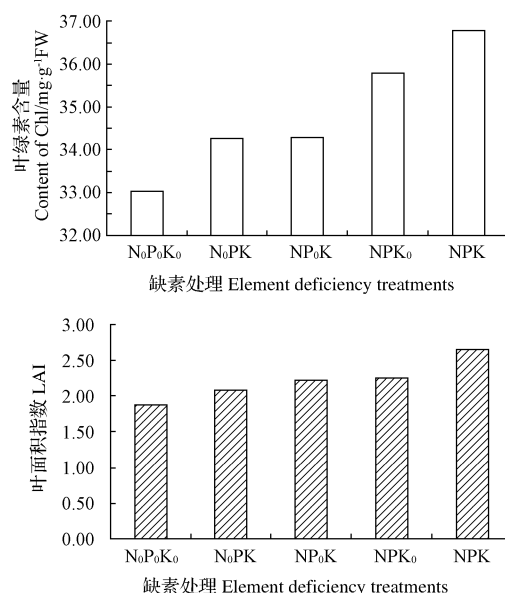 37.00
36.00
35.00
34.00
33.00
32.00
叶绿素含量
Content of Chl/mg·g⁻¹FW
N₀P₀K₀ N₀PK NP₀K NPK₀ NPK
缺素处理 Element deficiency treatments
3.00
2.50
2.00
1.50
1.00
0.50
0.00
叶面积指数 LAI
N₀P₀K₀ N₀PK NP₀K NPK₀ NPK
缺素处理 Element deficiency treatments